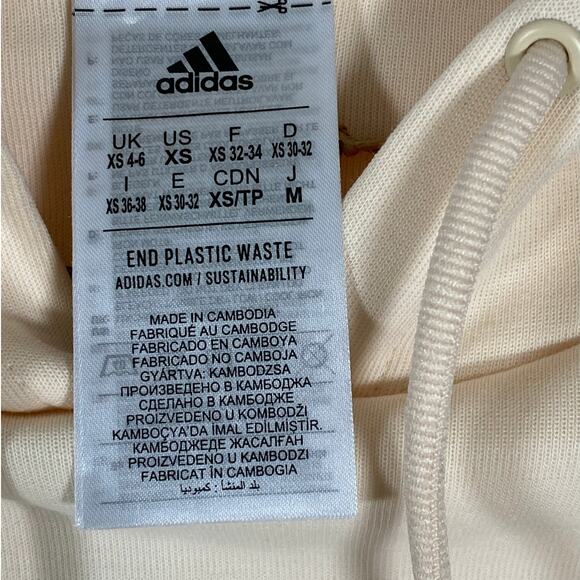 adidas
UK US F D
XS 4-6 XS XS 32-34 XS 30-32
I E CDN J
XS 36-38 XS 30-32 XS/TP M
END PLASTIC WASTE
ADIDAS.COM / SUSTAINABILITY
MADE IN CAMBODIA
FABRIQUÉ AU CAMBODGE
FABRICADO EN CAMBOYA
FABRICADO NO CAMBOJA
GYÁRTVA: KAMBODZSA
ПРОИЗВЕДЕНО В КАМБОДЖА
СДЕЛАНО В КАМБОДЖЕ
PROIZVEDENO U KOMBODŽI
KAMBOÇYA'DA IMAL EDILMIŞTIR.
КАМБОДЖЕДЕ ЖАСАЛҒАН
PROIZVEDENO U KAMBODŽI
FABRICAT ÎN CAMBOGIA
بلد المنشأ: كمبوديا